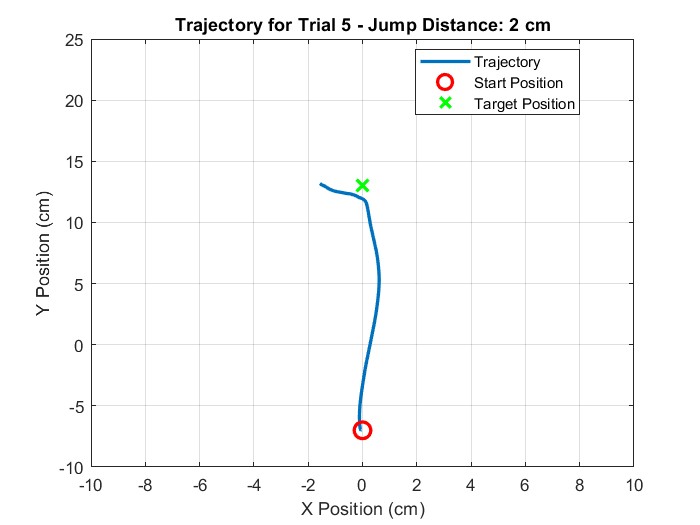 Trajectory for Trial 5 - Jump Distance: 2 cm
25
20
15
10
5
0
-5
-10
Y Position (cm)
Trajectory
Start Position
Target Position
-10 -8 -6 -4 -2 0 2 4 6 8 10
X Position (cm)